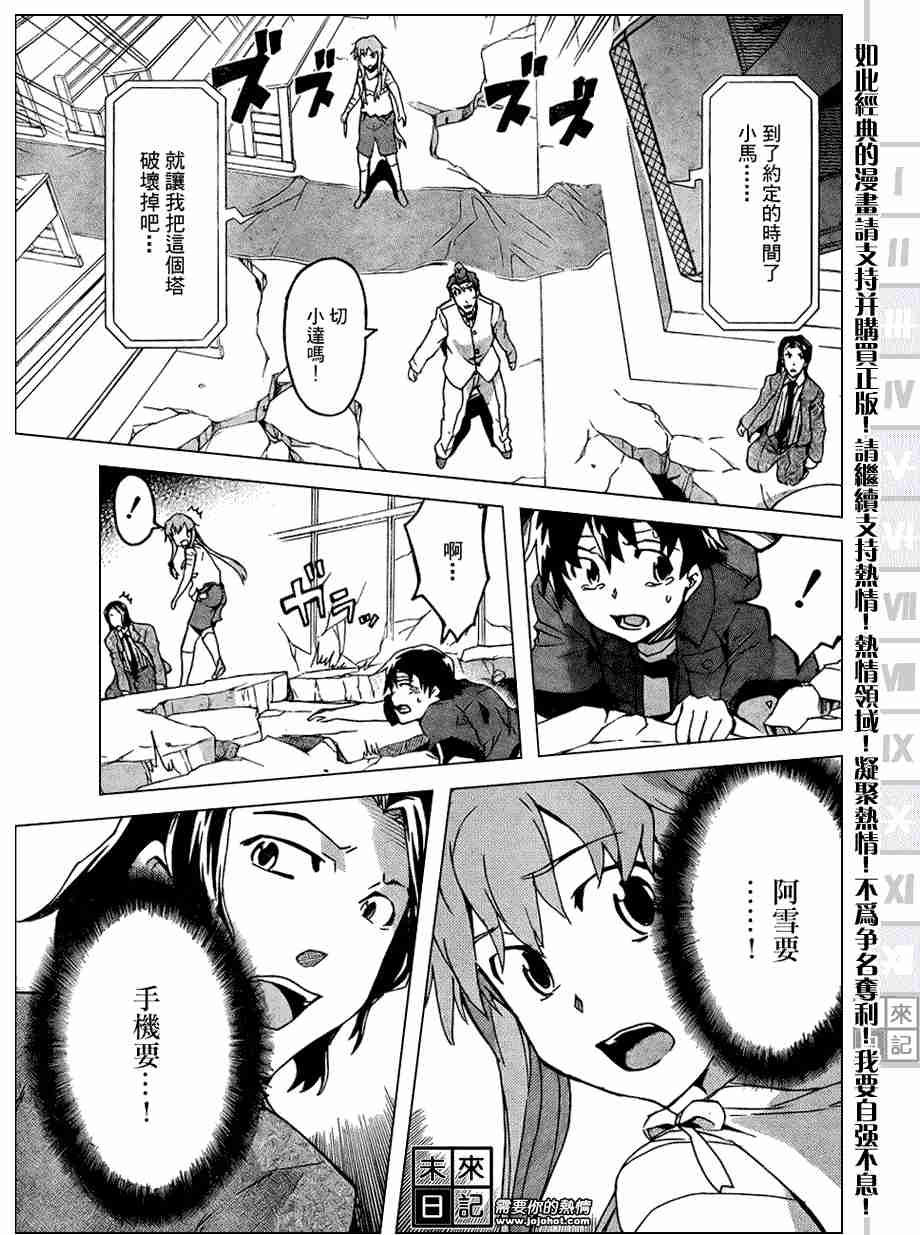 到了約定的時間了
小馬……
就讓我把這個塔
破壞掉吧…
ズズ
ズズ
切
小達嗎！
！
啊…
ガラッ
！
阿雪要
……！
手機要…！
未來
日記
需要你的熱情
www.jojohot.com
如此經典的漫畫請支持并購買正版！請繼續支持熱情！熱情領域！凝聚熱情！不爲争名奪利！我要自强不息！
I
II
III
IV
V
VI
VII
VIII
IX
X
XI
XII
來
記